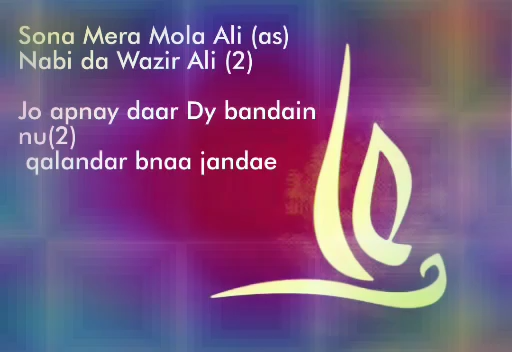 Sona Mera Mola Ali (as)
Nabi da Wazir Ali (2)
Jo apnay daar Dy bandain
nu(2)
qalandar bnaa jandae